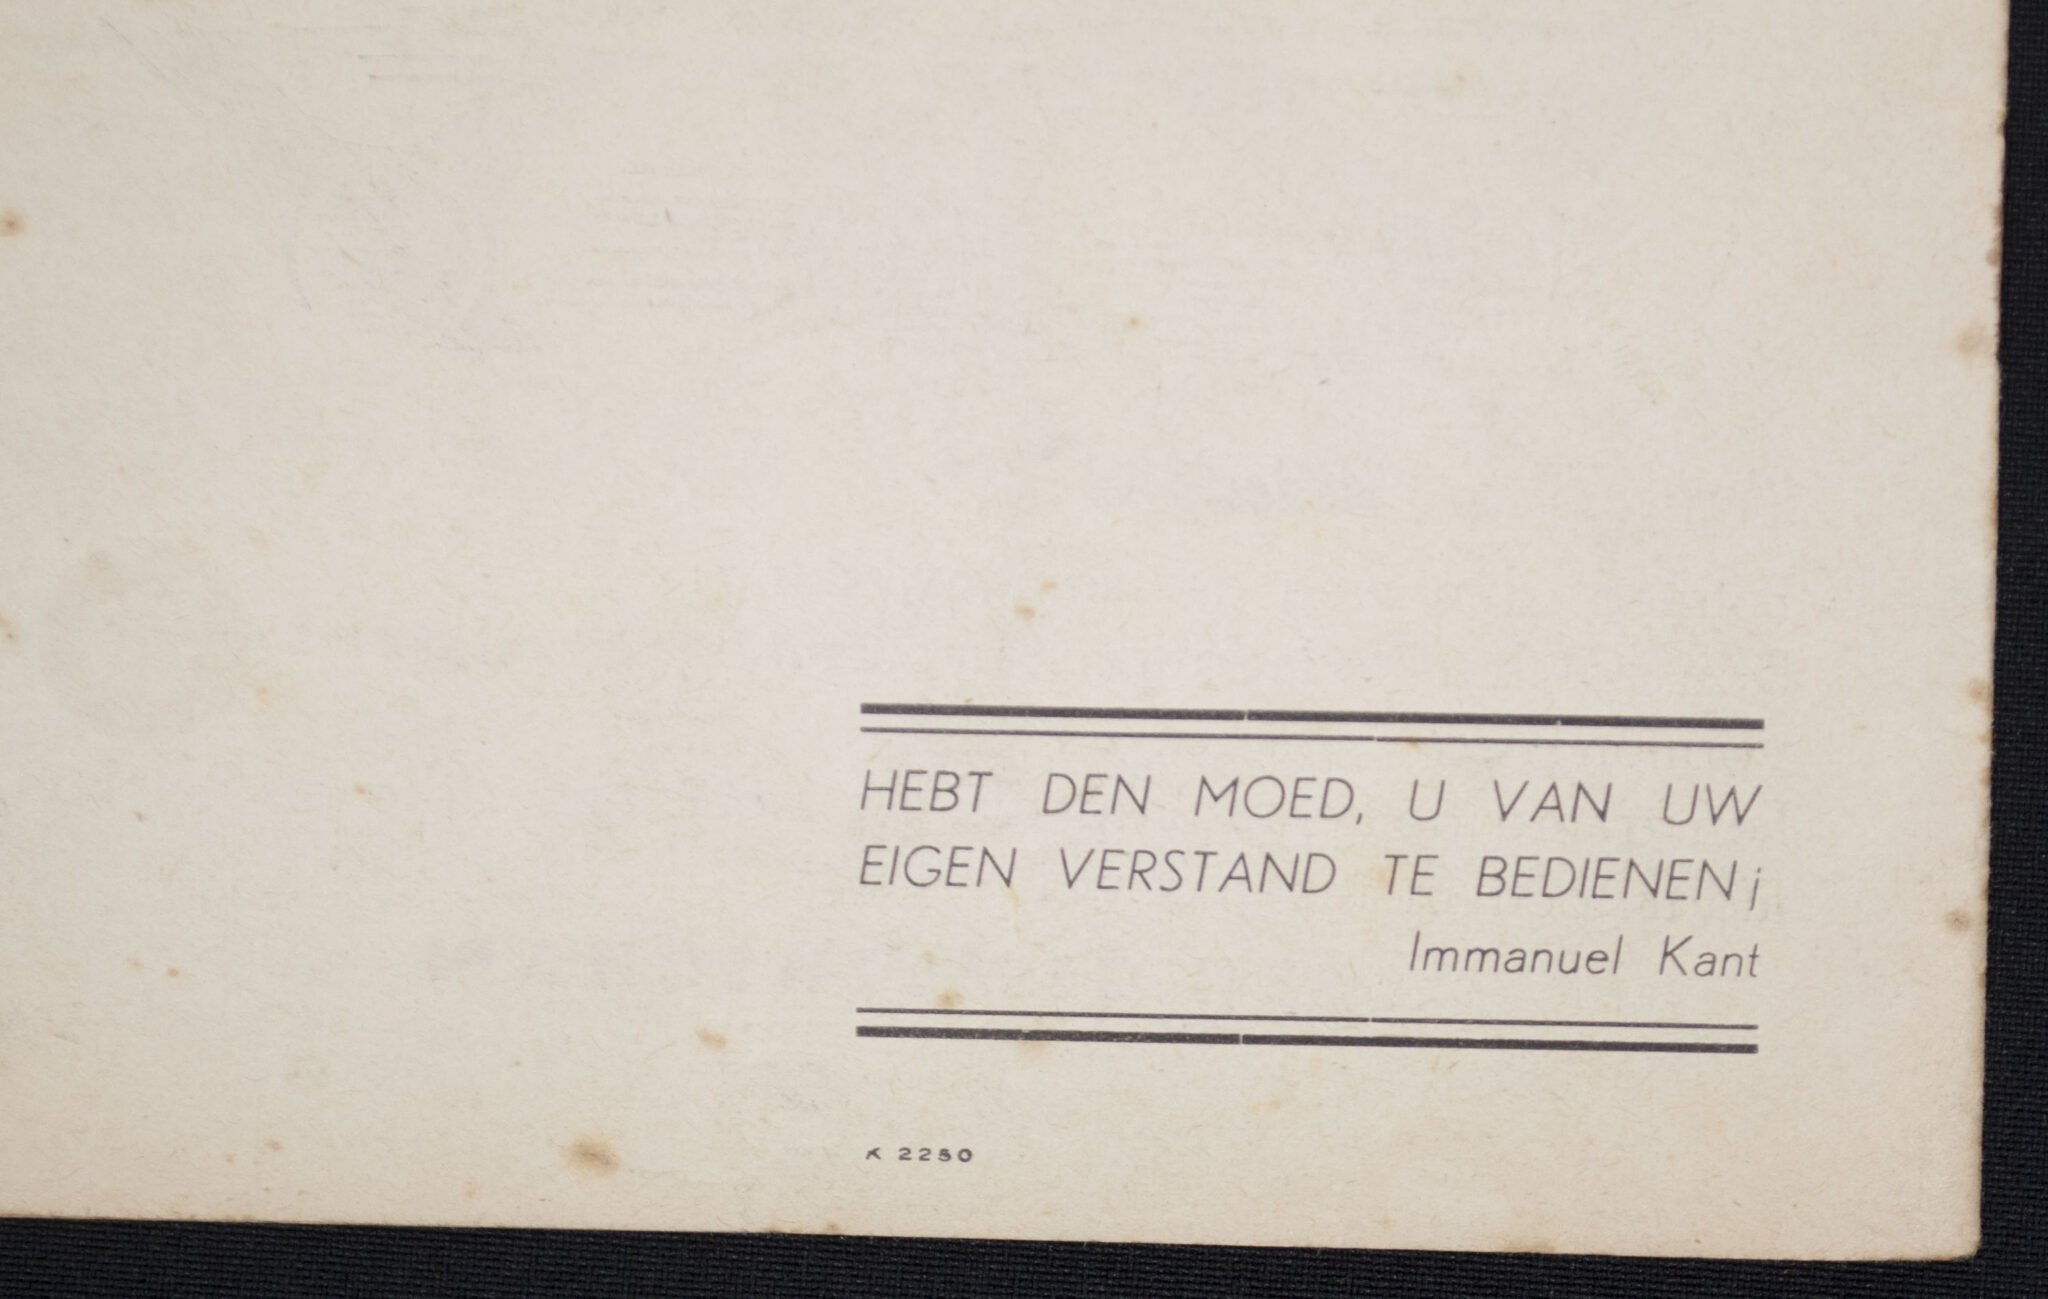 HEBT DEN MOED, U VAN UW
EIGEN VERSTAND TE BEDIENEN¡
Immanuel Kant
K 2250